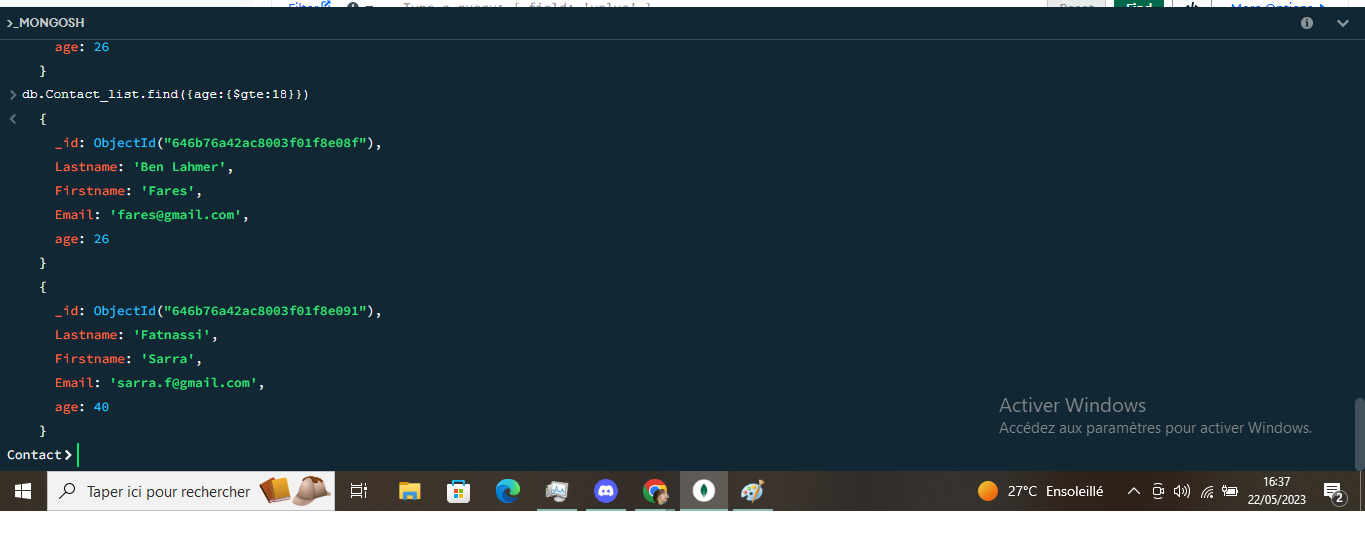 Filter
Type a query: { field: 'value' }
Reset
Find
More Options
>_MONGOSH
age: 26
}
db.Contact_list.find({age:{$gte:18}})
{
_id: ObjectId("646b76a42ac8003f01f8e08f"),
Lastname: 'Ben Lahmer',
Firstname: 'Fares',
Email: 'fares@gmail.com',
age: 26
}
{
_id: ObjectId("646b76a42ac8003f01f8e091"),
Lastname: 'Fatnassi',
Firstname: 'Sarra',
Email: 'sarra.f@gmail.com',
age: 40
}
Contact>
Activer Windows
Accédez aux paramètres pour activer Windows.
Taper ici pour rechercher
27°C Ensoleillé
16:37
22/05/2023
2